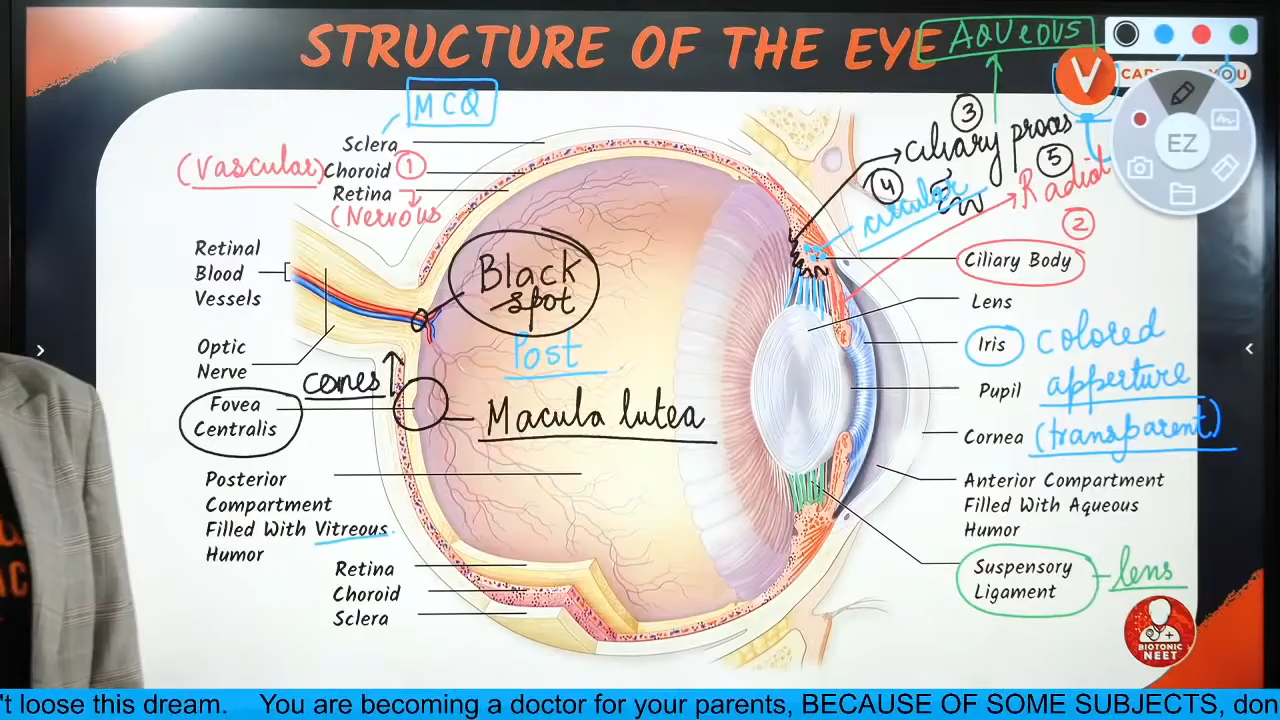 STRUCTURE OF THE EYE
AQUEOUS
V
EZ
MCQ
Sclera
(Vascular) Choroid 1
Retina
(Nervous
3
ciliary proces
5
4
circular
Radial
2
Retinal
Blood
Vessels
Black
spot
Post
Optic
Nerve
cones
Fovea
Centralis
Macula lutea
Posterior
Compartment
Filled With Vitreous
Humor
Retina
Choroid
Sclera
Ciliary Body
Lens
Iris colored
Pupil apperture
Cornea (transparent)
Anterior Compartment
Filled With Aqueous
Humor
Suspensory
Ligament lens
BIOTONIC
NEET
't loose this dream. You are becoming a doctor for your parents, BECAUSE OF SOME SUBJECTS, don